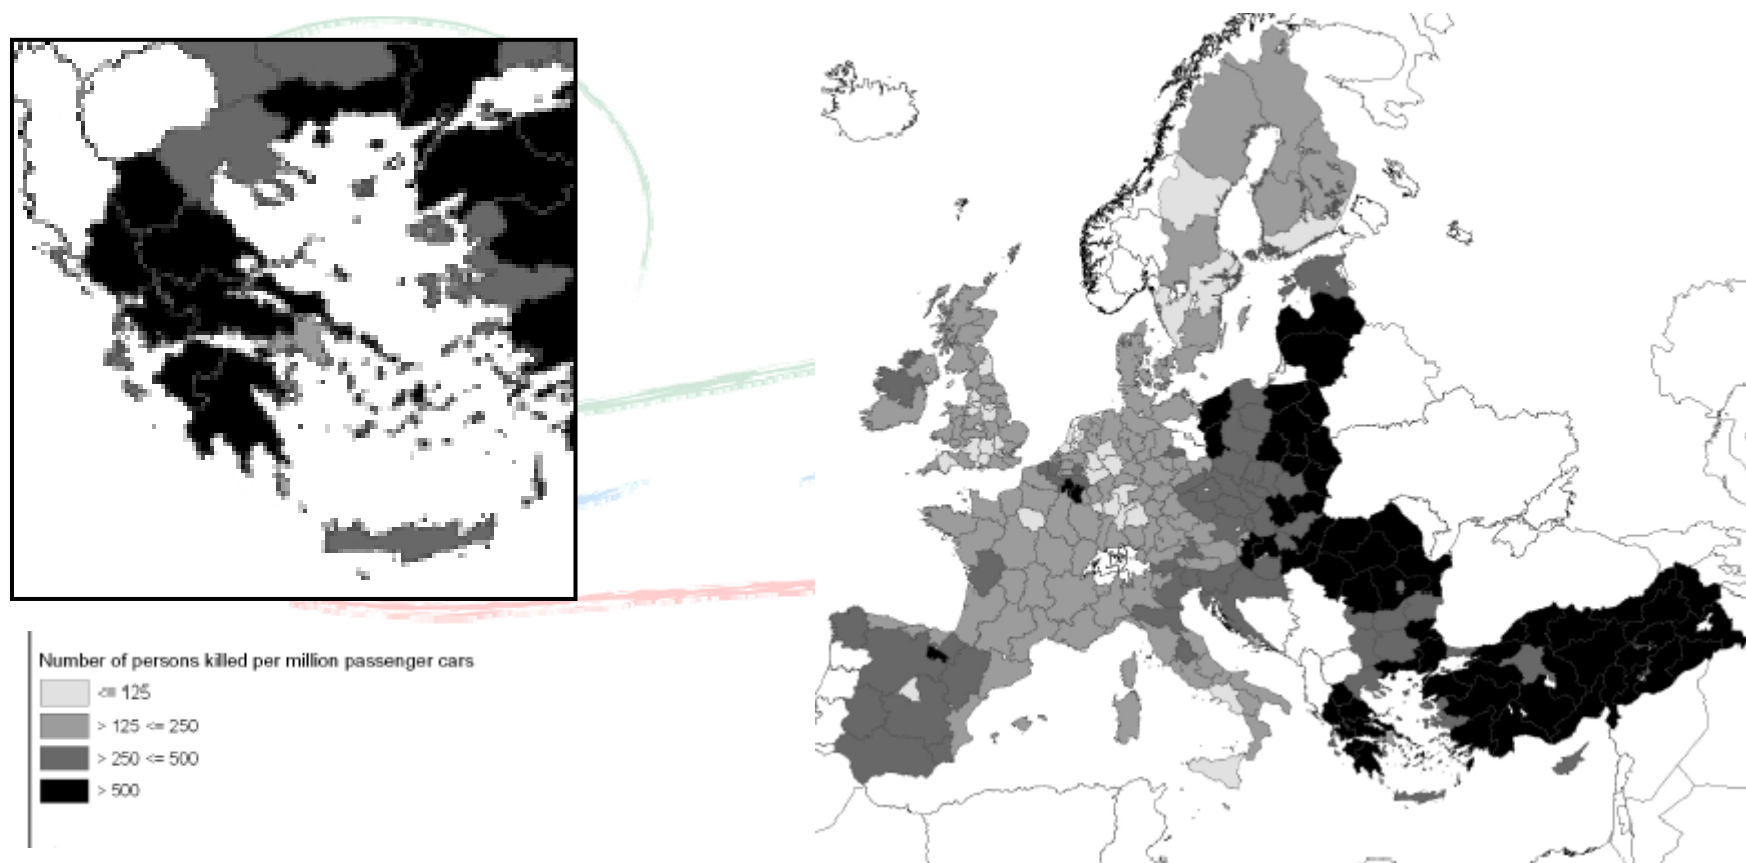 Number of persons killed per million passenger cars
<= 125
> 125 <= 250
> 250 <= 500
> 500